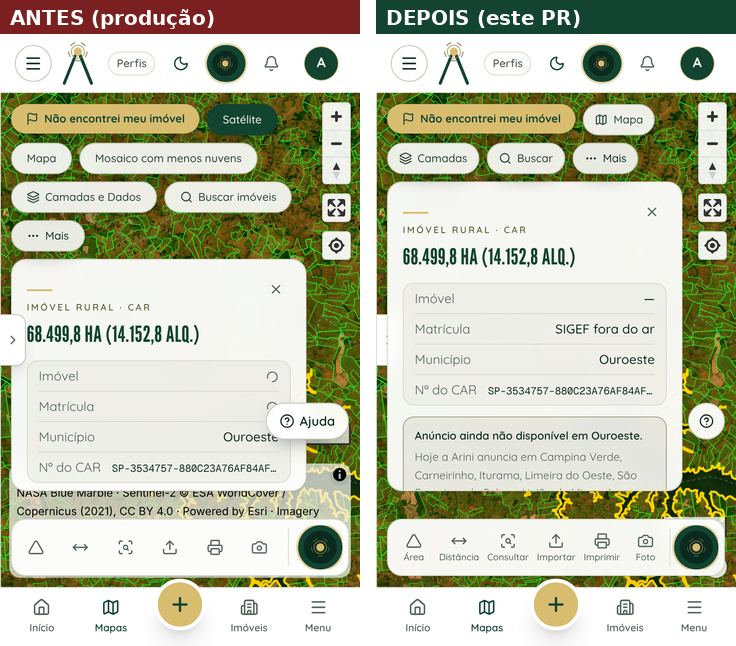 ANTES (produção)
Perfis
A
Não encontrei meu imóvel
Satélite
Mapa
Mosaico com menos nuvens
Camadas e Dados
Buscar imóveis
Mais
IMÓVEL RURAL · CAR
68.499,8 HA (14.152,8 ALQ.)
Imóvel
Matrícula
Município Ouroeste
Nº do CAR SP-3534757-880C23A76AF84AF…
Ajuda
NASA Blue Marble · Sentinel-2 © ESA WorldCover /
Copernicus (2021), CC BY 4.0 · Powered by Esri · Imagery
Início
Mapas
Imóveis
Menu
DEPOIS (este PR)
Perfis
A
Não encontrei meu imóvel
Mapa
Camadas
Buscar
Mais
IMÓVEL RURAL · CAR
68.499,8 HA (14.152,8 ALQ.)
Imóvel —
Matrícula SIGEF fora do ar
Município Ouroeste
Nº do CAR SP-3534757-880C23A76AF84AF…
Anúncio ainda não disponível em Ouroeste.
Hoje a Arini anuncia em Campina Verde,
Carneirinho, Iturama, Limeira do Oeste, São
Área
Distância
Consultar
Importar
Imprimir
Foto
Início
Mapas
Imóveis
Menu